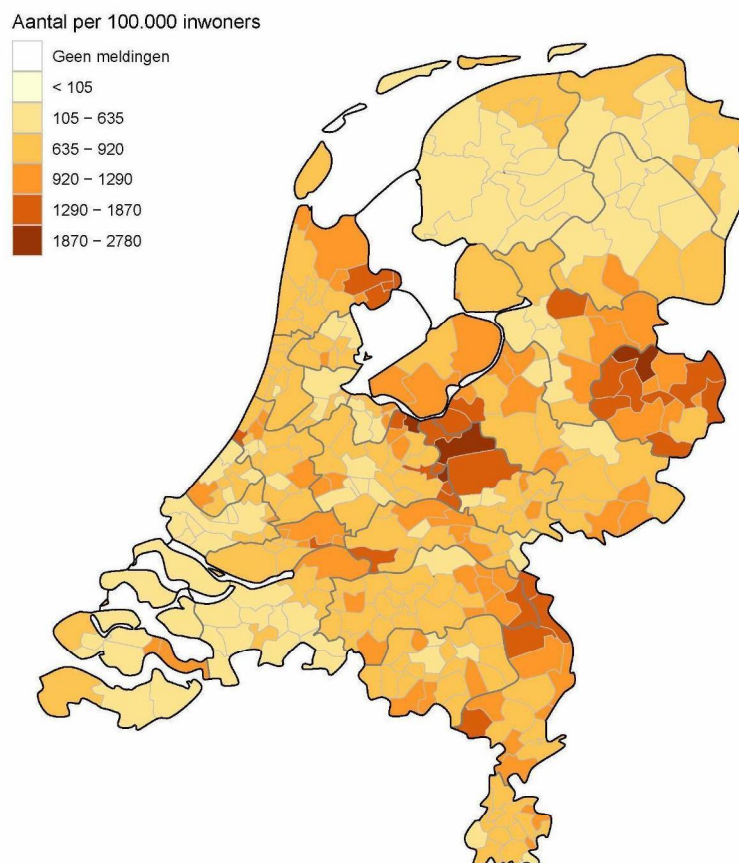 Aantal per 100.000 inwoners
Geen meldingen
< 105
105 − 635
635 − 920
920 − 1290
1290 − 1870
1870 − 2780